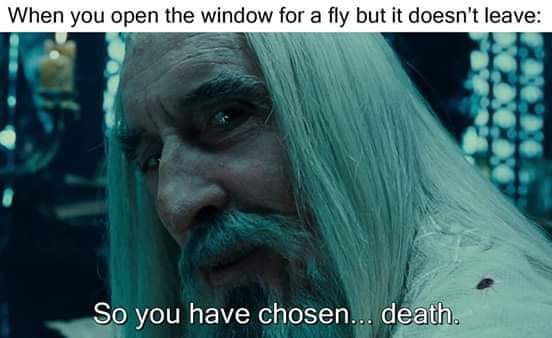 When you open the window for a fly but it doesn't leave:
So you have chosen... death.